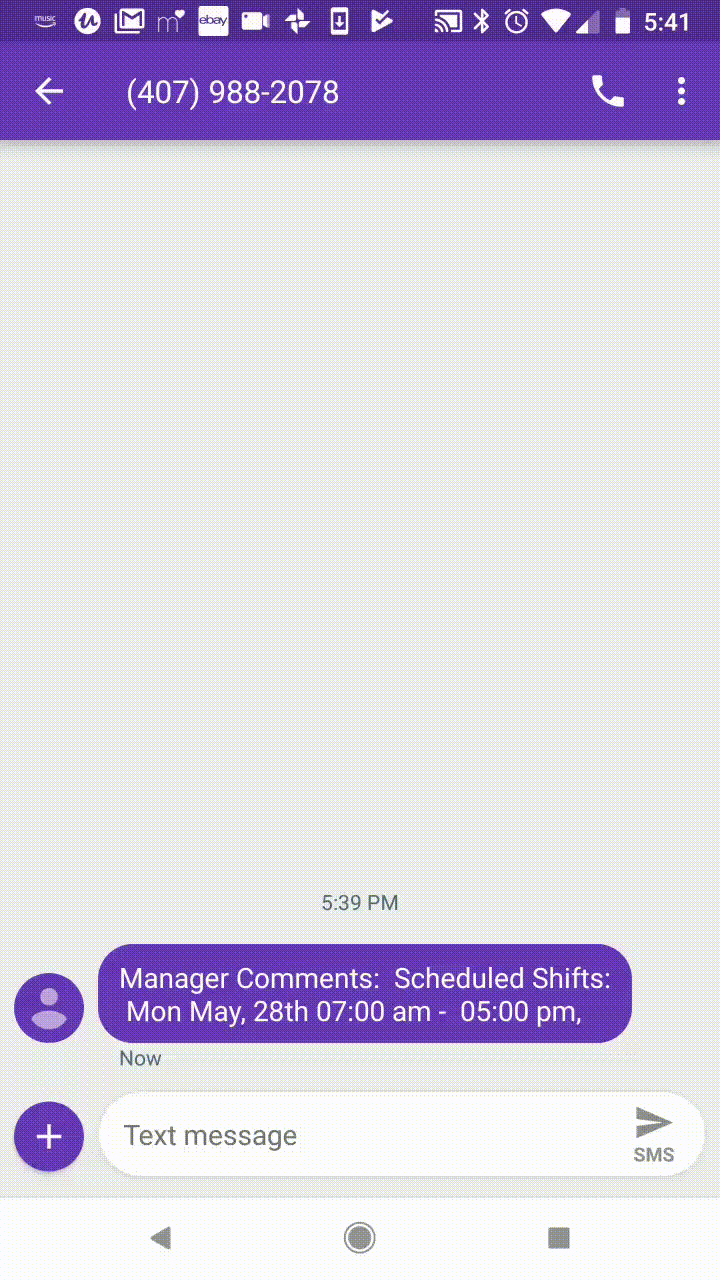 music
ebay
5:41
(407) 988-2078
5:39 PM
Manager Comments:  Scheduled Shifts:
Mon May, 28th 07:00 am -  05:00 pm,
Now
Text message
SMS